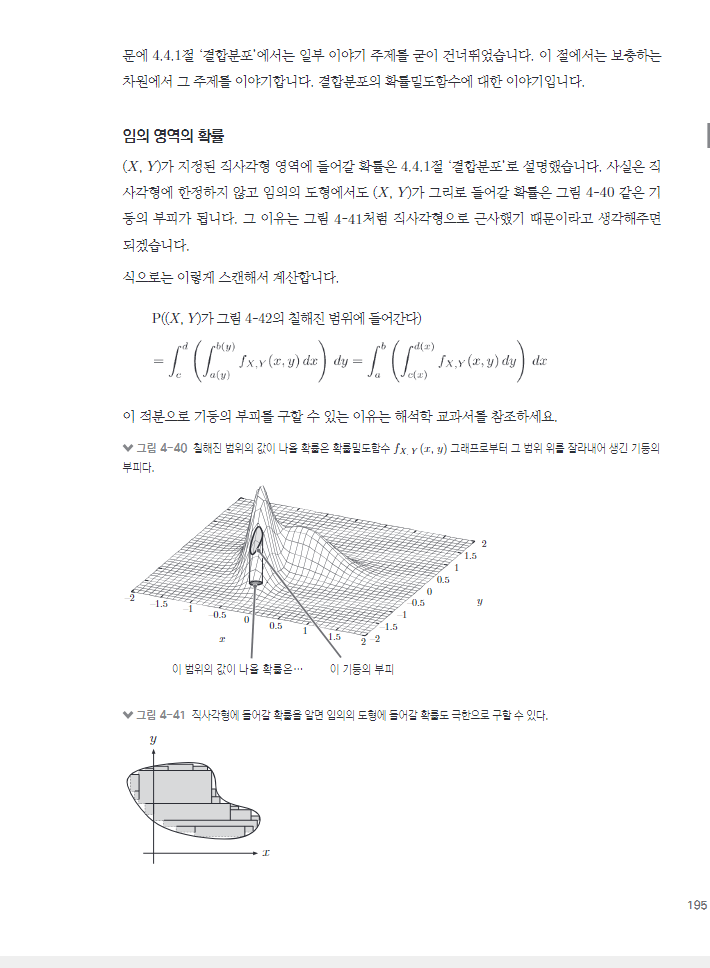 문에 4.4.1절 ‘결합분포’에서는 일부 이야기 주제를 굳이 건너뛰었습니다. 이 절에서는 보충하는
차원에서 그 주제를 이야기합니다. 결합분포의 확률밀도함수에 대한 이야기입니다.
임의 영역의 확률
(X, Y)가 지정된 직사각형 영역에 들어갈 확률은 4.4.1절 ‘결합분포’로 설명했습니다. 사실은 직
사각형에 한정하지 않고 임의의 도형에서도 (X, Y)가 그리로 들어갈 확률은 그림 4-40 같은 기
둥의 부피가 됩니다. 그 이유는 그림 4-41처럼 직사각형으로 근사했기 때문이라고 생각해주면
되겠습니다.
식으로는 이렇게 스캔해서 계산합니다.
P((X, Y)가 그림 4-42의 칠해진 범위에 들어간다)
= ∫_c^d ( ∫_{a(y)}^{b(y)} f_{X,Y}(x, y) dx ) dy = ∫_a^b ( ∫_{c(x)}^{d(x)} f_{X,Y}(x, y) dy ) dx
이 적분으로 기둥의 부피를 구할 수 있는 이유는 해석학 교과서를 참조하세요.
그림 4-40 칠해진 범위의 값이 나올 확률은 확률밀도함수 f_{X, Y}(x, y) 그래프로부터 그 범위 위를 잘라내어 생긴 기둥의
부피다.
2
1.5
1
0.5
0
-0.5
-1
-1.5
-2
y
-2
-1.5
-1
-0.5
0
0.5
1
1.5
2
x
이 범위의 값이 나올 확률은… 이 기둥의 부피
그림 4-41 직사각형에 들어갈 확률을 알면 임의의 도형에 들어갈 확률도 극한으로 구할 수 있다.
y
x
195